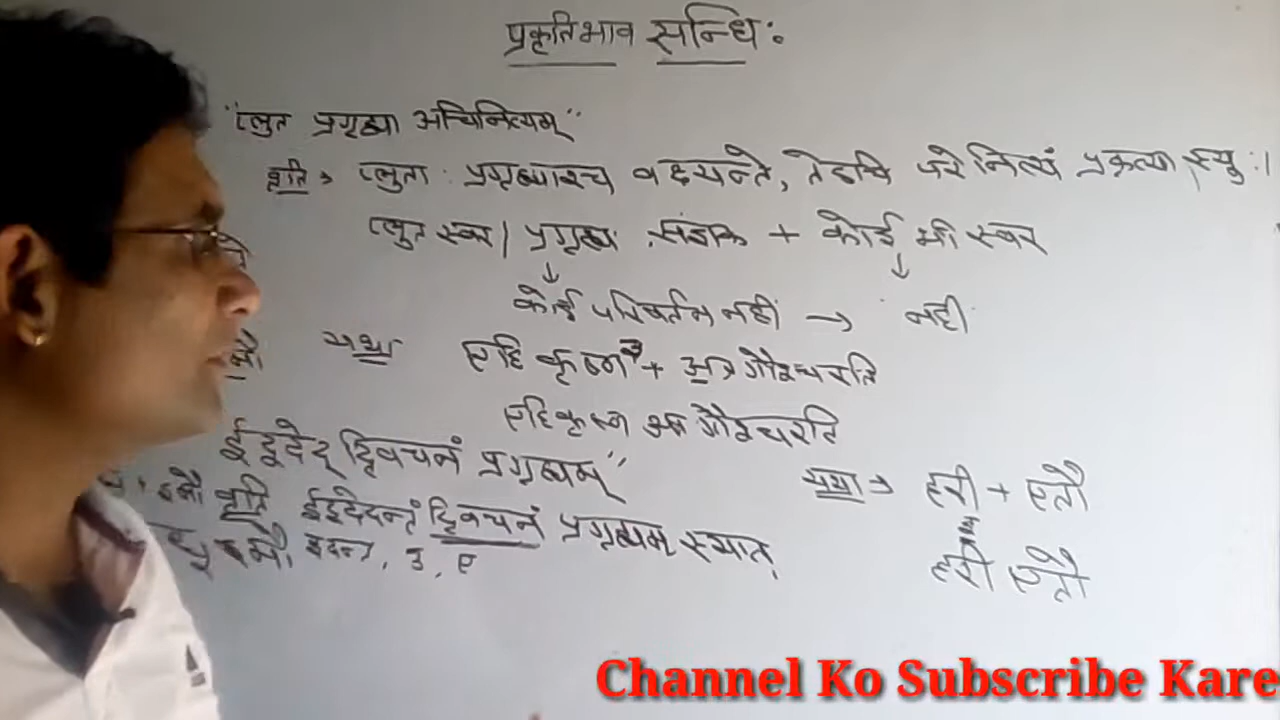 प्रकृतिभाव सन्धि:
"प्लुत प्रगृह्या अचिनित्यम्"
प्लुता: प्रगृह्याश्च वक्ष्यन्ते, तेऽचि परे नित्यं प्रकृत्या स्यु:।
प्लुत स्वर / प्रगृह्य संज्ञक + कोई भी स्वर
कोई परिवर्तन नही → नही
यथा एहि कृष्ण३ + अत्र गौश्चरति
एहिकृष्ण अत्र गौश्चरति
ईदूदेद् द्विवचनं प्रगृह्यम्"
ईदूदेदन्तं द्विवचनं प्रगृह्यम् स्यात्
यथा → हरी + एतौ
हरी एतौ
Channel Ko Subscribe Kare